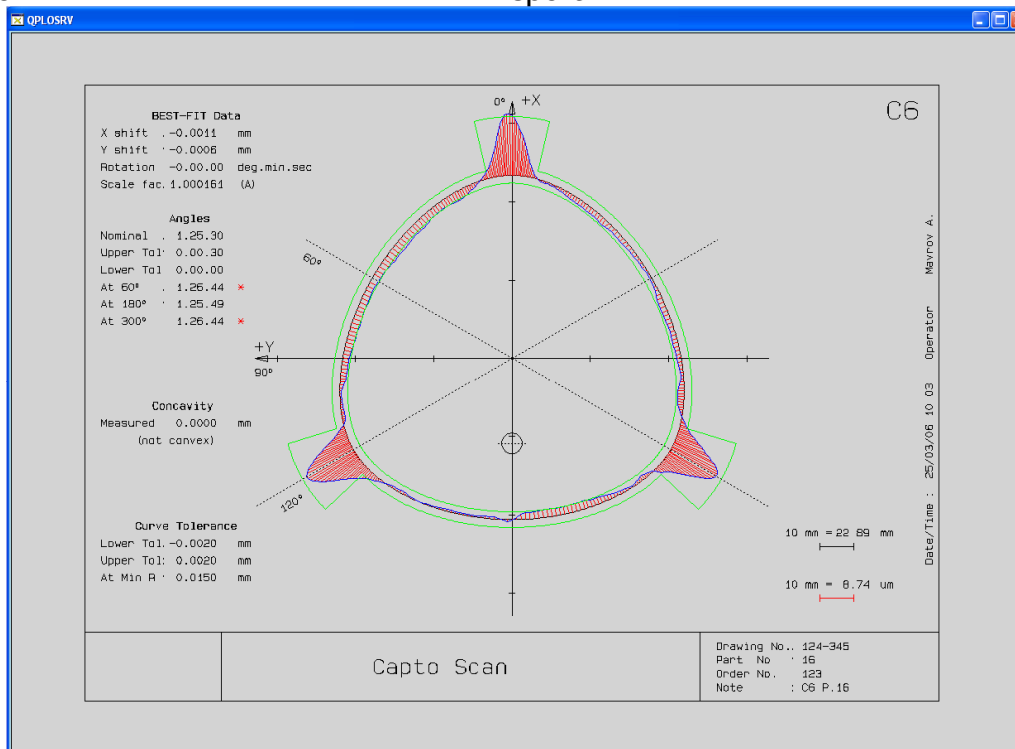 QPLOSRV
C6
BEST-FIT Data
X shift . -0.0011 mm
Y shift ' -0.0006 mm
Rotation -0.00.00 deg.min.sec
Scale fac. 1.000161 (A)
Angles
Nominal . 1.25.30
Upper Tol' 0.00.30
Lower Tol 0.00.00
At 60° . 1.26.44 *
At 180° ' 1.25.49
At 300° 1.26.44 *
Concavity
Measured 0.0000 mm
(not convex)
Curve Tolerance
Lower Tol. -0.0020 mm
Upper Tol: 0.0020 mm
At Min R ' 0.0150 mm
0° +X
60°
+Y
90°
120°
10 mm = 22 89 mm
10 mm = 8.74 um
Date/Time : 25/03/06 10 03 Operator Mavrov A.
Capto Scan
Drawing No.. 124-345
Part No ' 16
Order No. 123
Note : C6 P.16